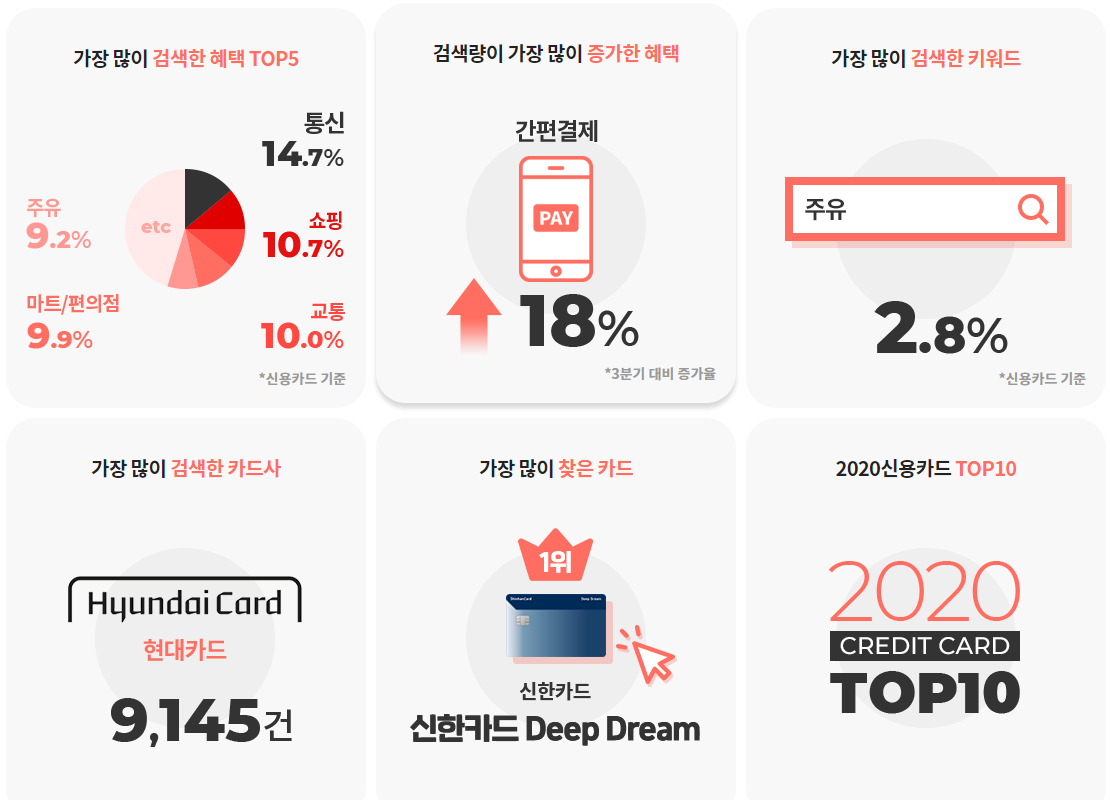 가장 많이 검색한 혜택 TOP5
통신
14.7%
etc
주유
9.2%
쇼핑
10.7%
마트/편의점
9.9%
교통
10.0%
*신용카드 기준
검색량이 가장 많이 증가한 혜택
간편결제
PAY
18%
*3분기 대비 증가율
가장 많이 검색한 키워드
주유
2.8%
*신용카드 기준
가장 많이 검색한 카드사
Hyundai Card
현대카드
9,145건
가장 많이 찾은 카드
1위
ShinhanCard
Deep Dream
신한카드
신한카드 Deep Dream
2020신용카드 TOP10
2020
CREDIT CARD
TOP10